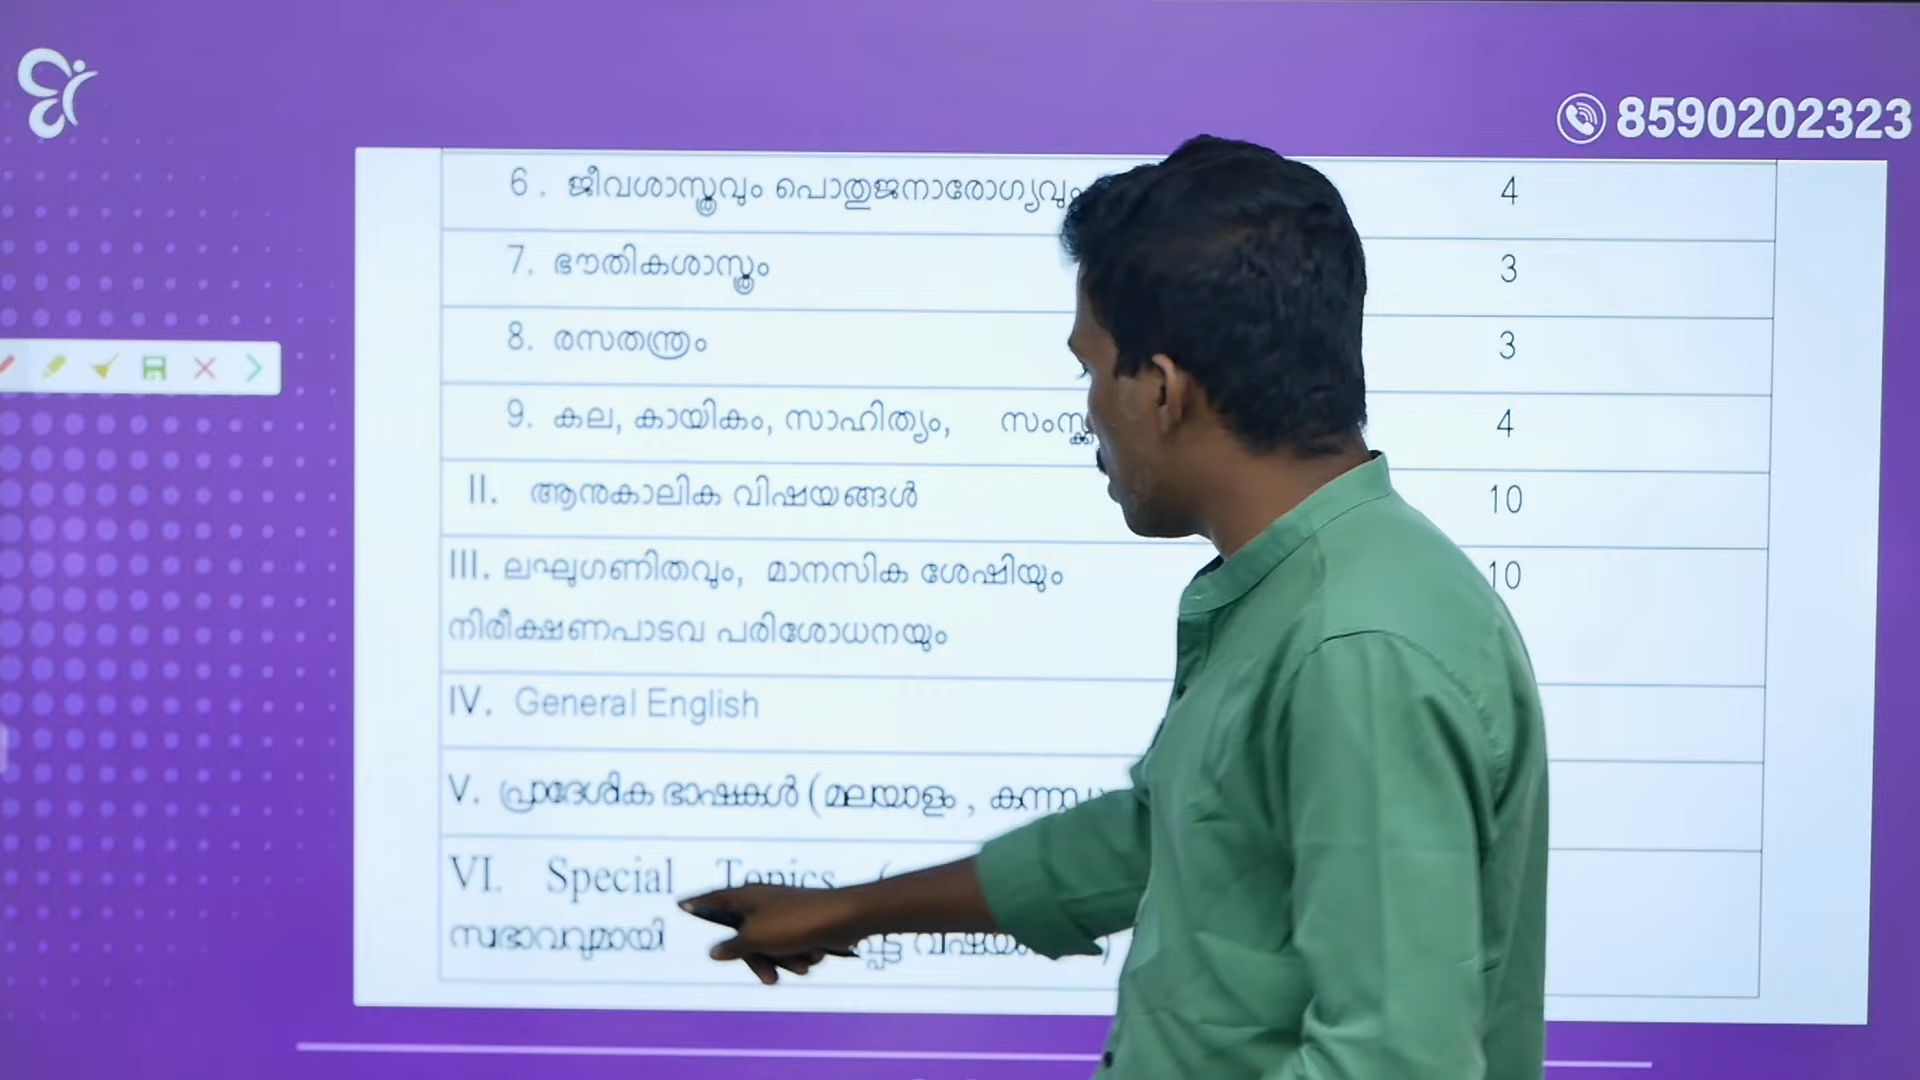 8590202323
6 . ജീവശാസ്ത്രവും പൊതുജനാരോഗ്യവും 4
7. ഭൗതികശാസ്ത്രം 3
8. രസതന്ത്രം 3
9. കല, കായികം, സാഹിത്യം, 4
II. ആനുകാലിക വിഷയങ്ങൾ 10
III. ലഘുഗണിതവും, മാനസിക ശേഷിയും 10
നിരീക്ഷണപാടവ പരിശോധനയും
IV. General English
V. പ്രാദേശിക ഭാഷകൾ (മലയാളം ,
VI. Special Topics (
സ്വഭാവവുമായി